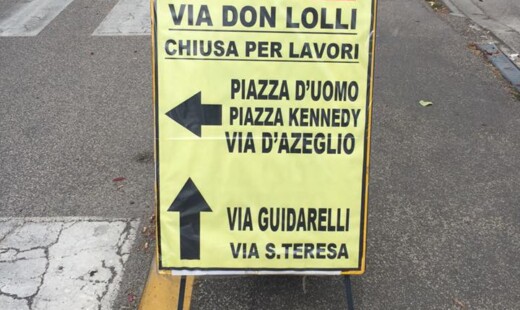 VIA DON LOLLI
CHIUSA PER LAVORI
PIAZZA D'UOMO
PIAZZA KENNEDY
VIA D'AZEGLIO
VIA GUIDARELLI
VIA S.TERESA